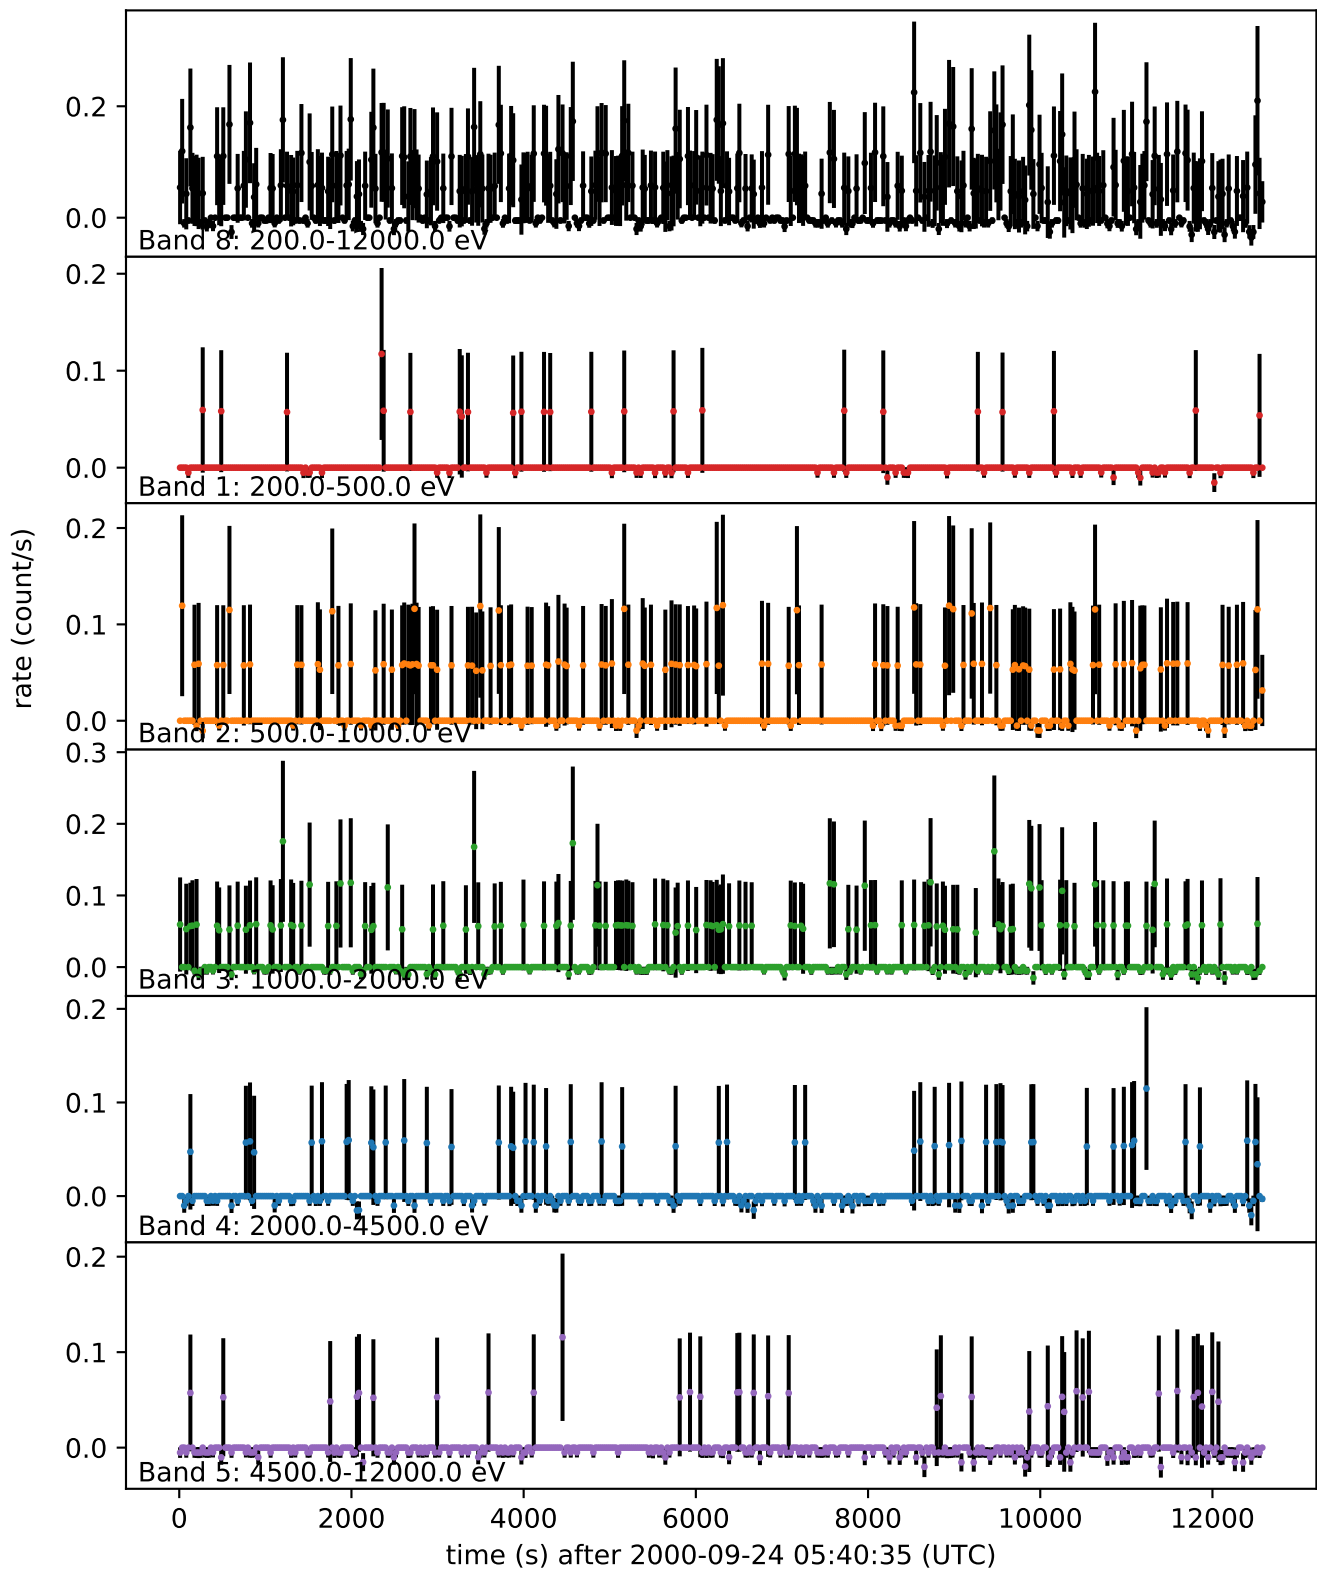 0.2
0.0
Band 8: 200.0-12000.0 eV
0.2
0.1
0.0
Band 1: 200.0-500.0 eV
rate (count/s)
0.2
0.1
0.0
Band 2: 500.0-1000.0 eV
0.3
0.2
0.1
0.0
Band 3: 1000.0-2000.0 eV
0.2
0.1
0.0
Band 4: 2000.0-4500.0 eV
0.2
0.1
0.0
Band 5: 4500.0-12000.0 eV
0 2000 4000 6000 8000 10000 12000
time (s) after 2000-09-24 05:40:35 (UTC)